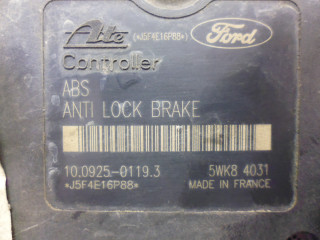 Ate *J5F4E16P88* Ford
Controller
ABS
ANTI LOCK BRAKE
10.0925-0119.3 5WK8 4031
*J5F4E16P88* MADE IN FRANCE